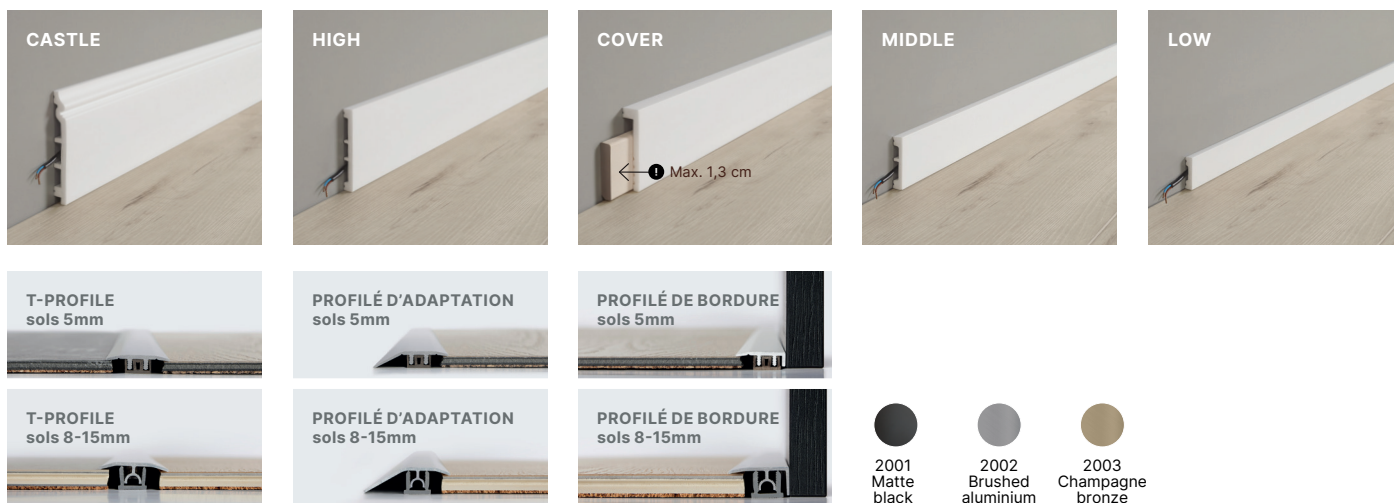 CASTLE
HIGH
COVER
MIDDLE
LOW
! Max. 1,3 cm
T-PROFILE
sols 5mm
PROFILÉ D’ADAPTATION
sols 5mm
PROFILÉ DE BORDURE
sols 5mm
T-PROFILE
sols 8-15mm
PROFILÉ D’ADAPTATION
sols 8-15mm
PROFILÉ DE BORDURE
sols 8-15mm
2001
Matte
black
2002
Brushed
aluminium
2003
Champagne
bronze